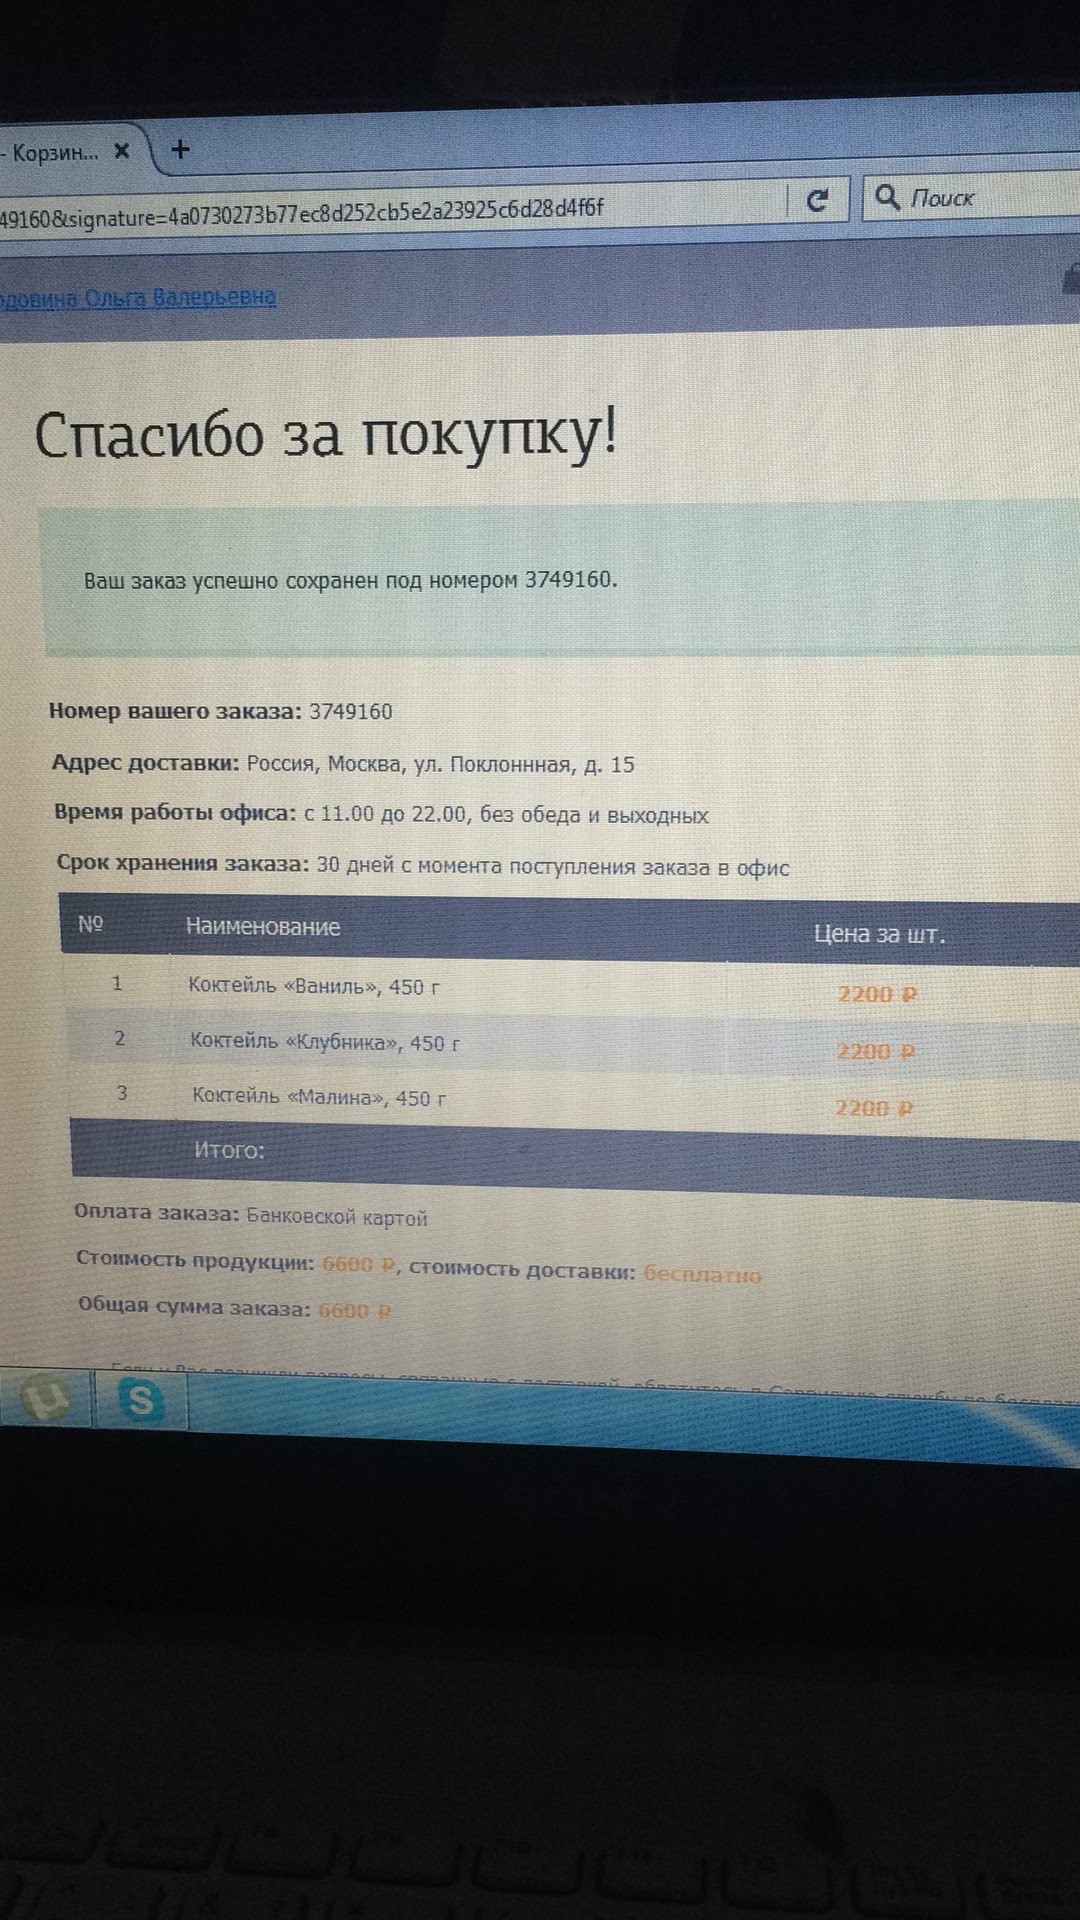 - Корзин... × +
49160&signature=4a0730273b77ec8d252cb5e2a23925c6d28d4f6f Поиск
Ольга Валерьевна
Спасибо за покупку!
Ваш заказ успешно сохранен под номером 3749160.
Номер вашего заказа: 3749160
Адрес доставки: Россия, Москва, ул. Поклоннная, д. 15
Время работы офиса: с 11.00 до 22.00, без обеда и выходных
Срок хранения заказа: 30 дней с момента поступления заказа в офис
№ Наименование Цена за шт.
1 Коктейль «Ваниль», 450 г 2200 ₽
2 Коктейль «Клубника», 450 г 2200 ₽
3 Коктейль «Малина», 450 г 2200 ₽
Итого:
Оплата заказа: Банковской картой
Стоимость продукции: 6600 ₽, стоимость доставки: бесплатно
Общая сумма заказа: 6600 ₽